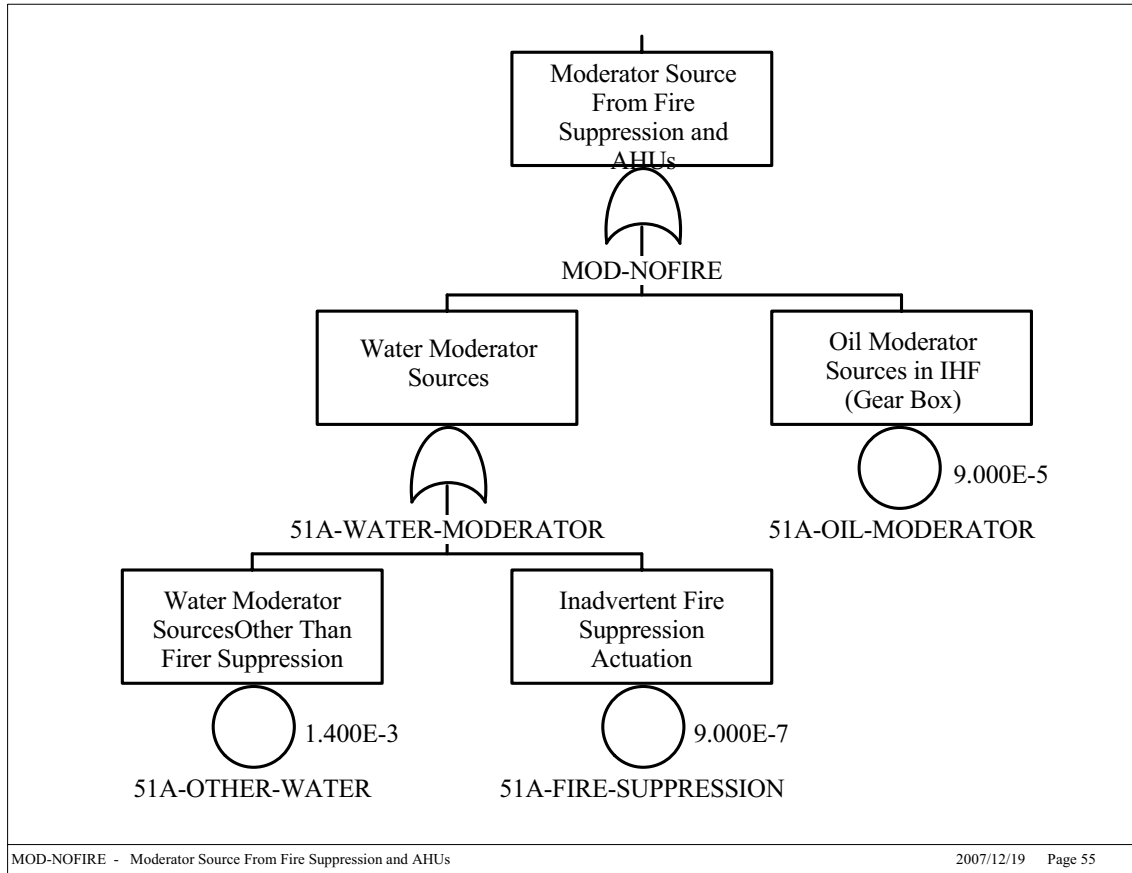 Moderator Source
From Fire
Suppression and
AHUs
MOD-NOFIRE
Water Moderator
Sources
Oil Moderator
Sources in IHF
(Gear Box)
9.000E-5
51A-WATER-MODERATOR
51A-OIL-MODERATOR
Water Moderator
SourcesOther Than
Firer Suppression
Inadvertent Fire
Suppression
Actuation
1.400E-3
9.000E-7
51A-OTHER-WATER
51A-FIRE-SUPPRESSION
MOD-NOFIRE - Moderator Source From Fire Suppression and AHUs
2007/12/19 Page 55